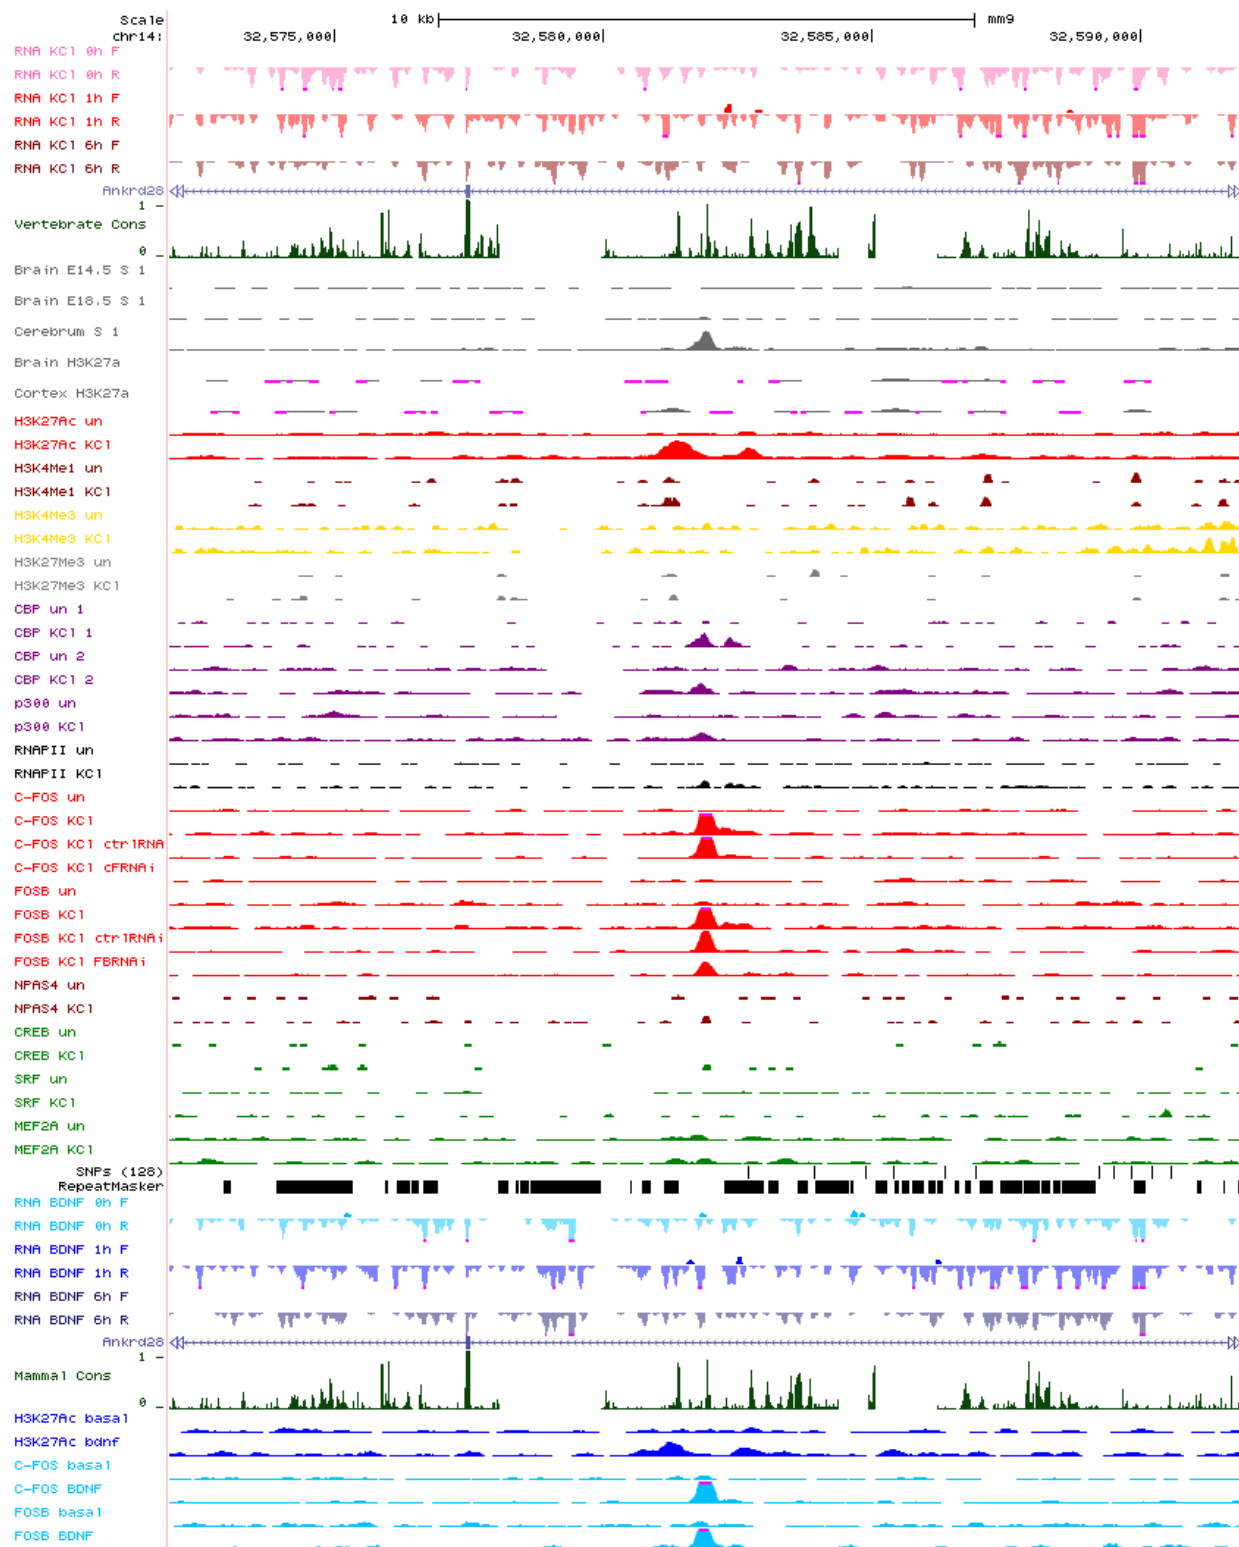 Scale 10 kb mm9
chr14: 32,575,000 32,580,000 32,585,000 32,590,000
RNA KCl 0h F
RNA KCl 0h R
RNA KCl 1h F
RNA KCl 1h R
RNA KCl 6h F
RNA KCl 6h R
Ankrd28
1
Vertebrate Cons
0
Brain E14.5 S 1
Brain E18.5 S 1
Cerebrum S 1
Brain H3K27a
Cortex H3K27a
H3K27Ac un
H3K27Ac KCl
H3K4Me1 un
H3K4Me1 KCl
H3K4Me3 un
H3K4Me3 KCl
H3K27Me3 un
H3K27Me3 KCl
CBP un 1
CBP KCl 1
CBP un 2
CBP KCl 2
p300 un
p300 KCl
RNAPII un
RNAPII KCl
C-FOS un
C-FOS KCl
C-FOS KCl ctrlRNA
C-FOS KCl cFRNAi
FOSB un
FOSB KCl
FOSB KCl ctrlRNAi
FOSB KCl FBRNAi
NPAS4 un
NPAS4 KCl
CREB un
CREB KCl
SRF un
SRF KCl
MEF2A un
MEF2A KCl
SNPs (128)
RepeatMasker
RNA BDNF 0h F
RNA BDNF 0h R
RNA BDNF 1h F
RNA BDNF 1h R
RNA BDNF 6h F
RNA BDNF 6h R
Ankrd28
1
Mammal Cons
0
H3K27Ac basal
H3K27Ac bdnf
C-FOS basal
C-FOS BDNF
FOSB basal
FOSB BDNF